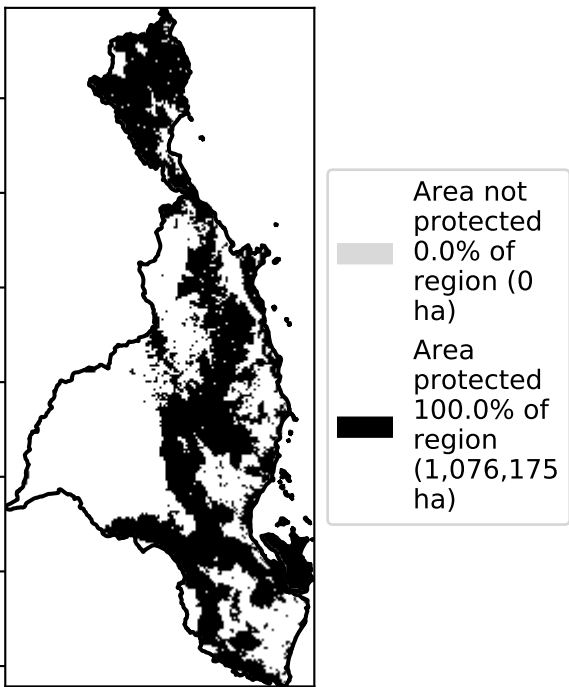 Area not
protected
0.0% of
region (0
ha)
Area
protected
100.0% of
region
(1,076,175
ha)